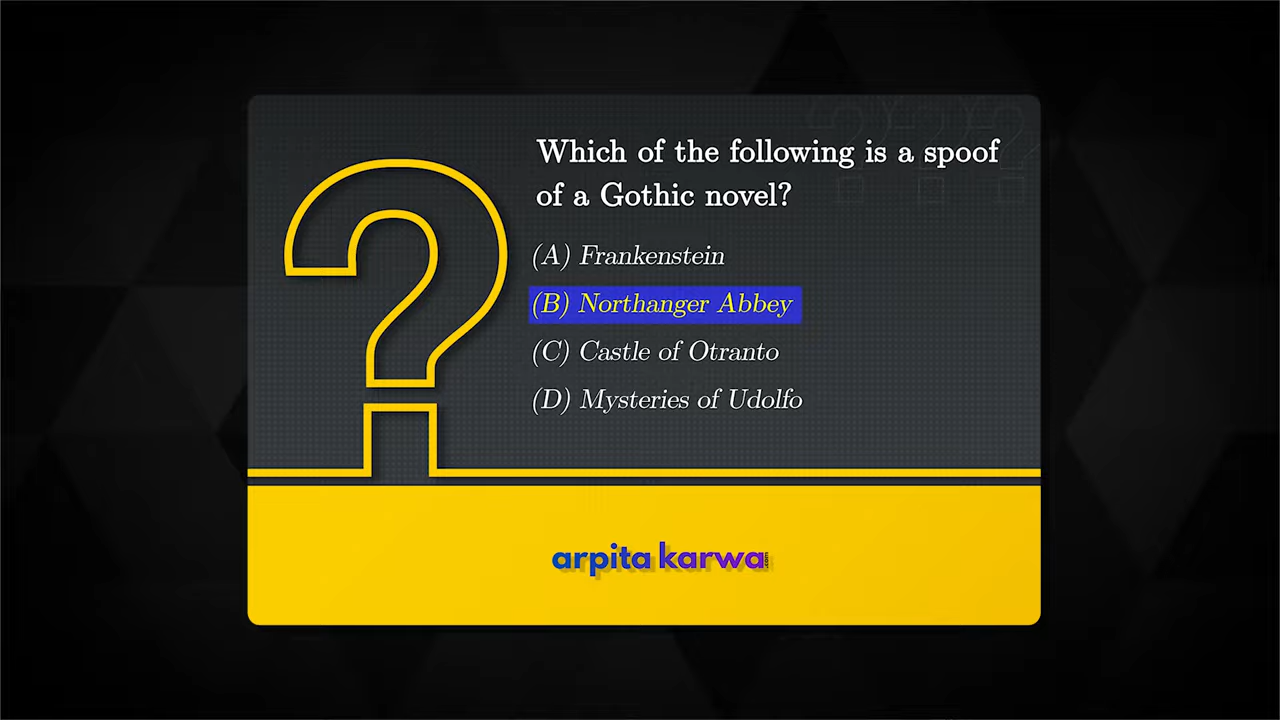 Which of the following is a spoof
of a Gothic novel?
(A) Frankenstein
(B) Northanger Abbey
(C) Castle of Otranto
(D) Mysteries of Udolfo
arpita karwa.com